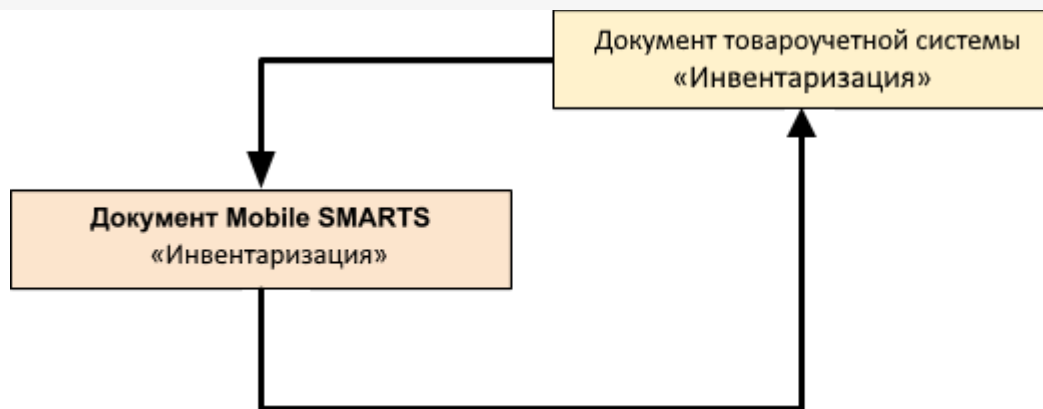 Документ товароучетной системы
«Инвентаризация»
Документ Mobile SMARTS
«Инвентаризация»